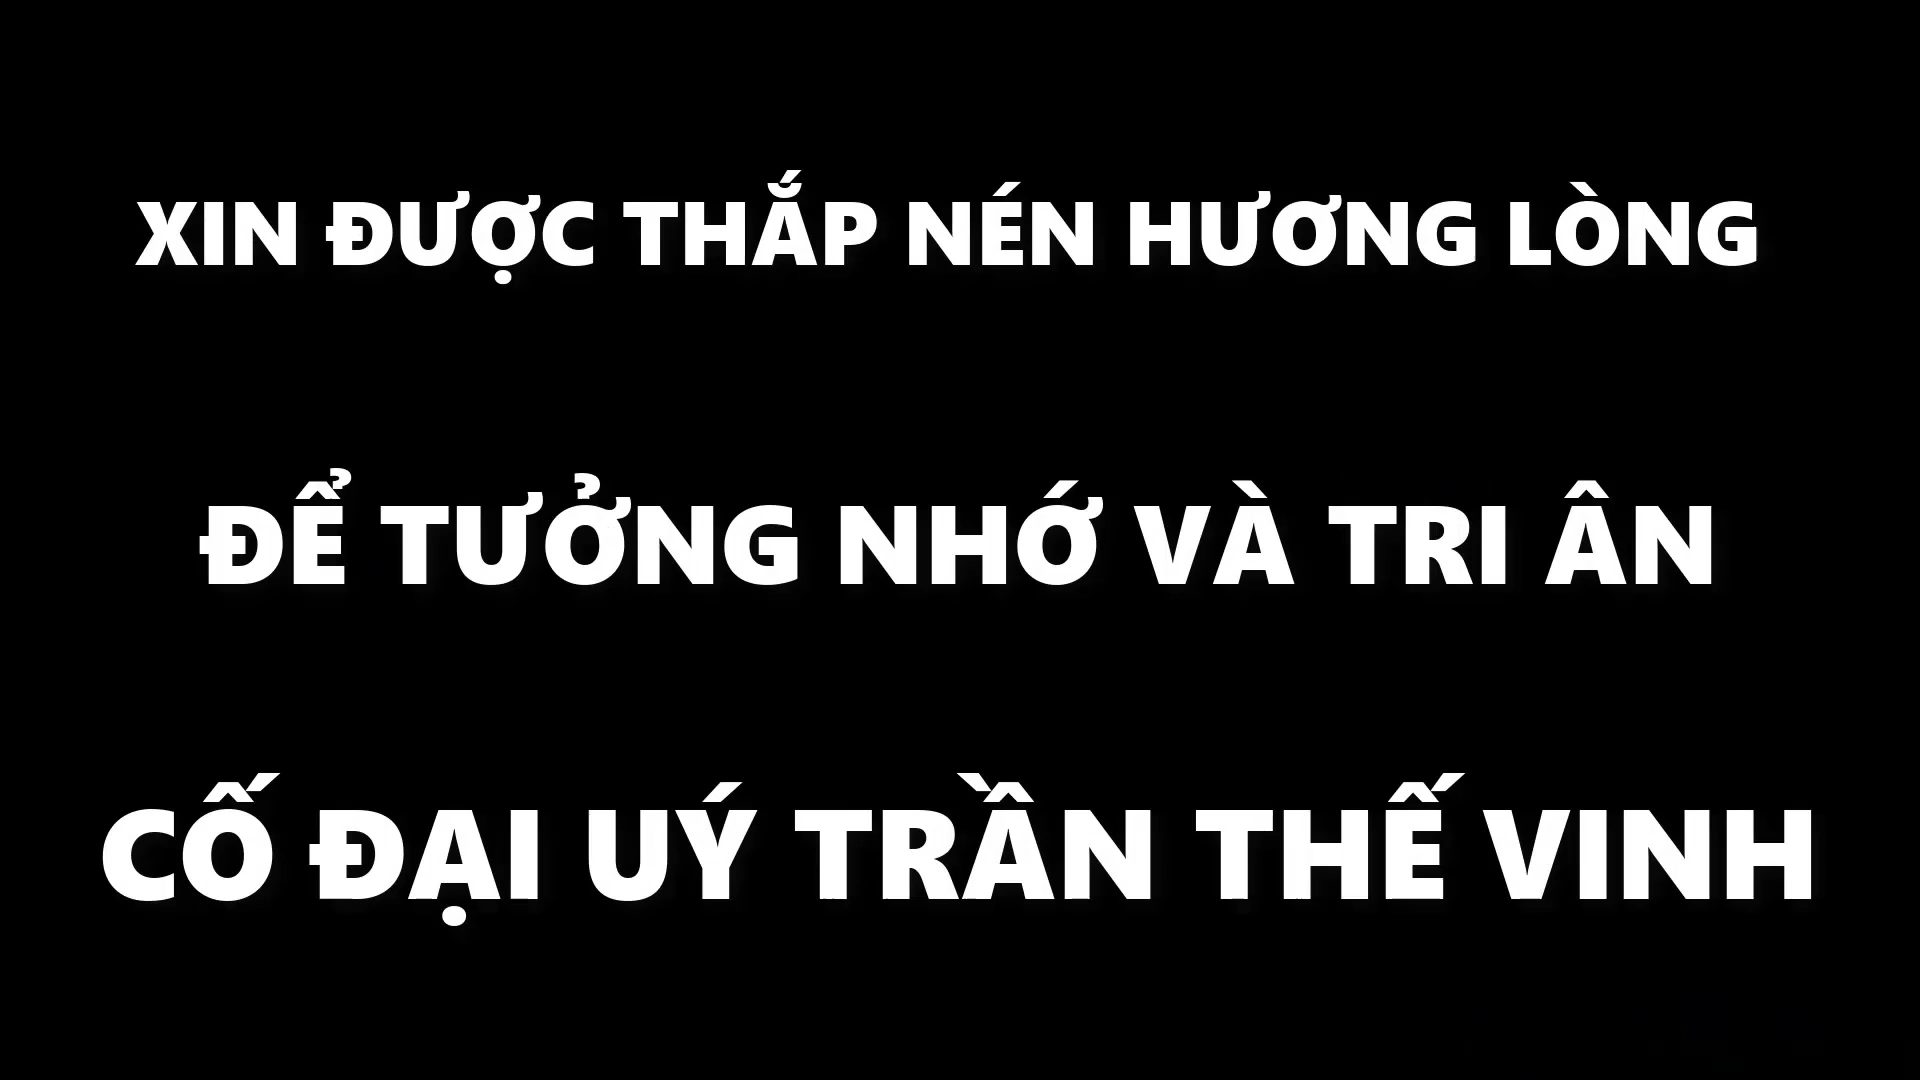 XIN ĐƯỢC THẮP NÉN HƯƠNG LÒNG
ĐỂ TƯỞNG NHỚ VÀ TRI ÂN
CỐ ĐẠI UÝ TRẦN THẾ VINH